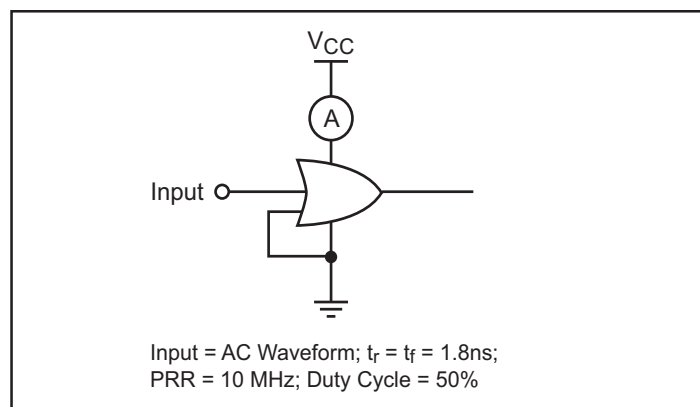 VCC
A
Input
Input = AC Waveform; tr = tf = 1.8ns;
PRR = 10 MHz; Duty Cycle = 50%